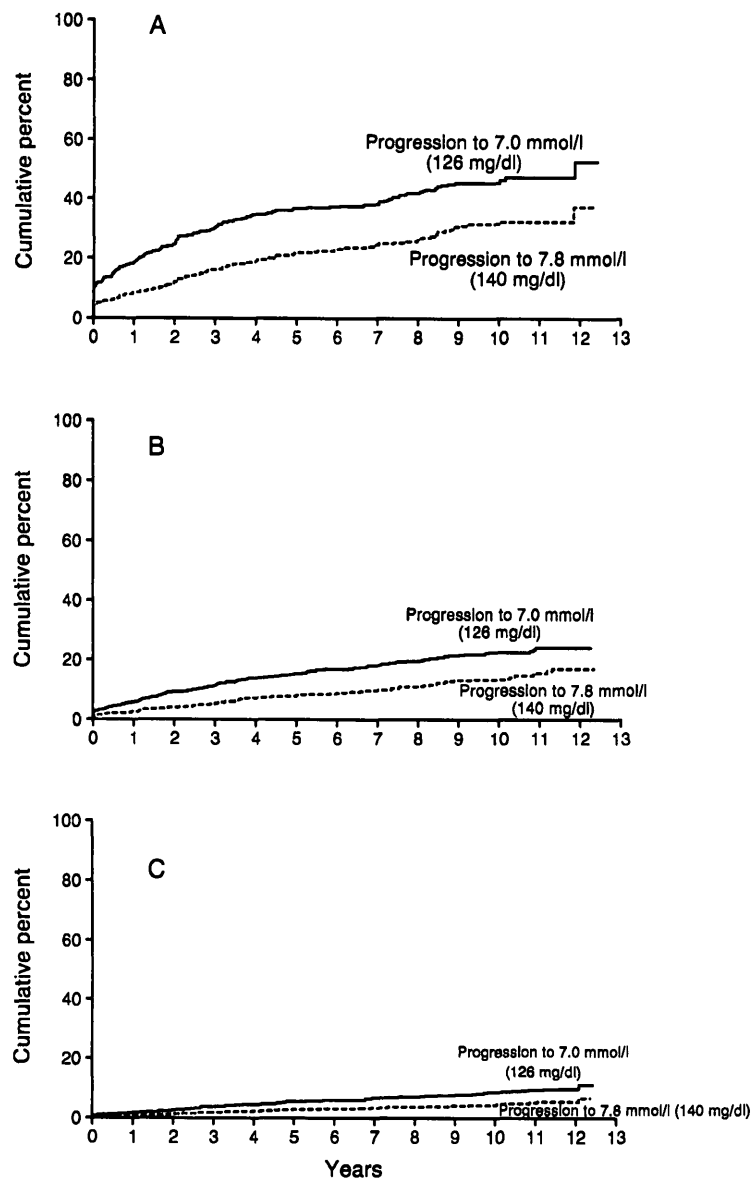 A
Cumulative percent
100
80
60
40
20
0
Progression to 7.0 mmol/l
(126 mg/dl)
Progression to 7.8 mmol/l
(140 mg/dl)
0 1 2 3 4 5 6 7 8 9 10 11 12 13
B
Cumulative percent
100
80
60
40
20
0
Progression to 7.0 mmol/l
(126 mg/dl)
Progression to 7.8 mmol/l
(140 mg/dl)
0 1 2 3 4 5 6 7 8 9 10 11 12 13
C
Cumulative percent
100
80
60
40
20
0
Progression to 7.0 mmol/l
(126 mg/dl)
Progression to 7.8 mmol/l (140 mg/dl)
0 1 2 3 4 5 6 7 8 9 10 11 12 13
Years